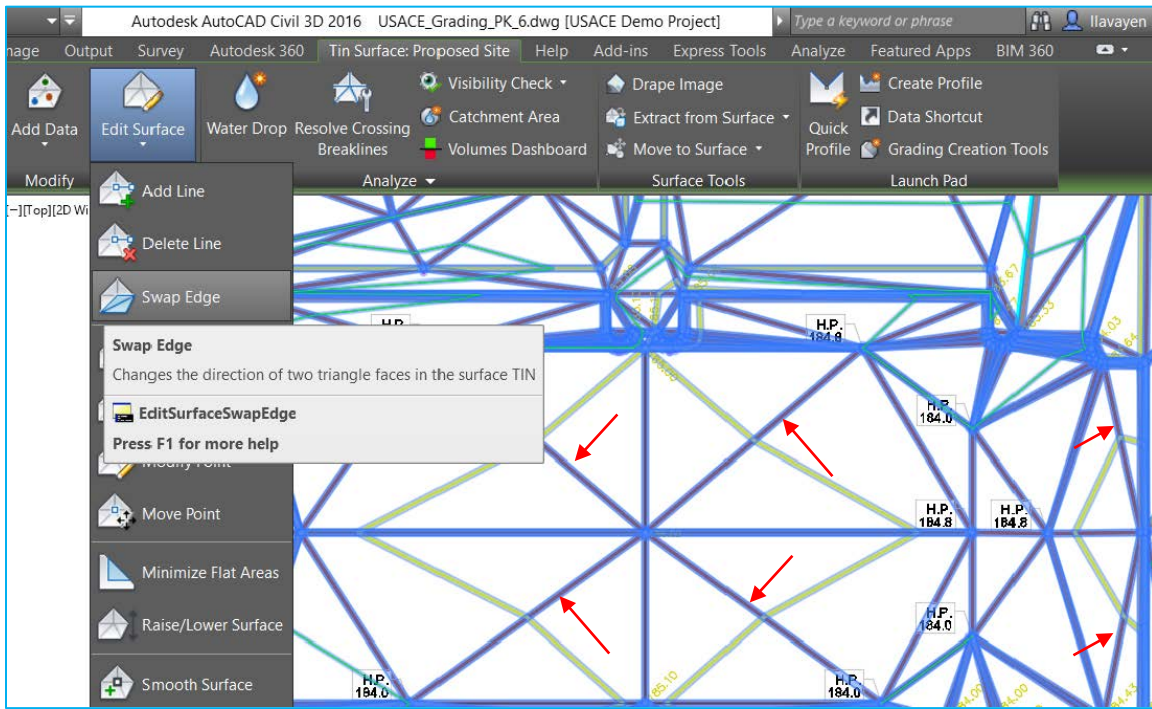 Autodesk AutoCAD Civil 3D 2016 USACE_Grading_PK_6.dwg [USACE Demo Project] Type a keyword or phrase llavayen
nage Output Survey Autodesk 360 Tin Surface: Proposed Site Help Add-ins Express Tools Analyze Featured Apps BIM 360
Add Data
Edit Surface
Water Drop
Resolve Crossing
Breaklines
Visibility Check
Catchment Area
Volumes Dashboard
Drape Image
Extract from Surface
Move to Surface
Quick
Profile
Create Profile
Data Shortcut
Grading Creation Tools
Modify Analyze Surface Tools Launch Pad
[−][Top][2D Wi
Add Line
Delete Line
Swap Edge
Swap Edge
Changes the direction of two triangle faces in the surface TIN
EditSurfaceSwapEdge
Press F1 for more help
Modify Point
Move Point
Minimize Flat Areas
Raise/Lower Surface
Smooth Surface
H.P.
H.P.
184.8
H.P.
184.0
H.P.
184.8
H.P.
184.8
H.P.
184.0
H.P.
184.0
H.P.
184.0
185.10